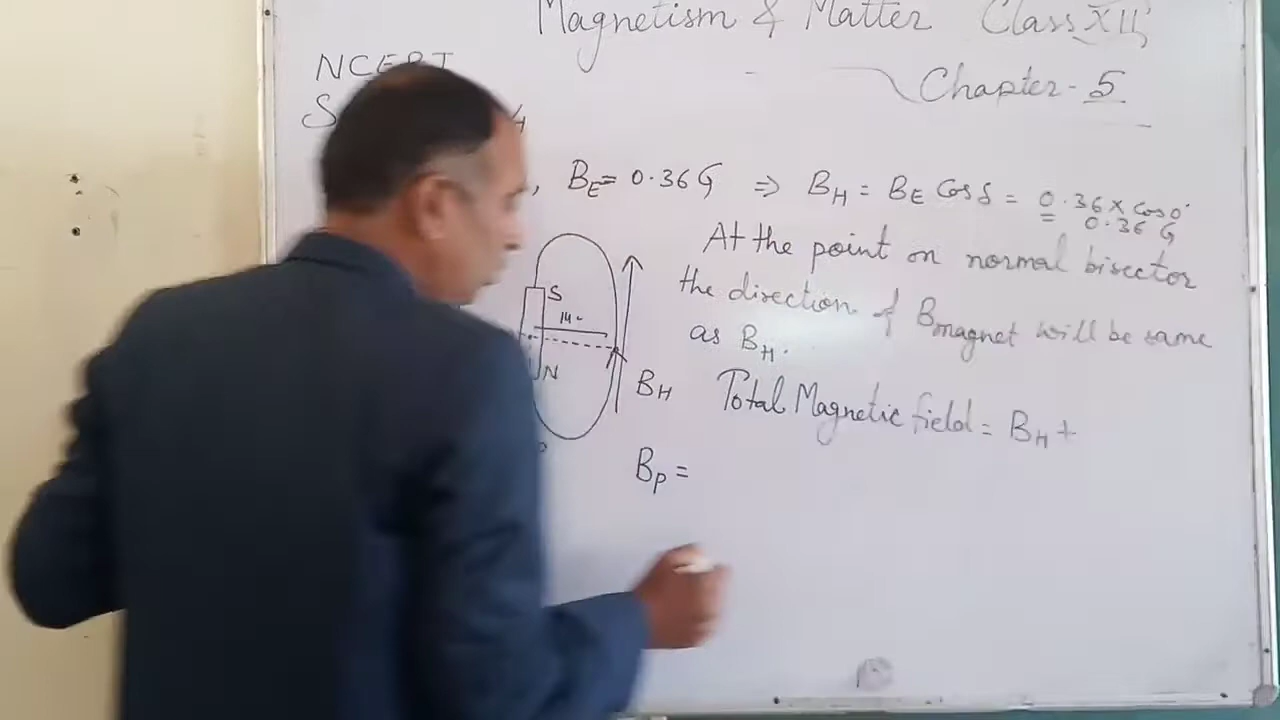 Magnetism & Matter Class XII
NCERT
Chapter - 5
S
, BE = 0.36 G ⇒ BH = BE Cos δ = 0.36 × Cos 0°
= 0.36 G
At the point on normal bisector
the direction of Bmagnet will be same
as BH.
S
14
N
BH
Total Magnetic field = BH +
BP =